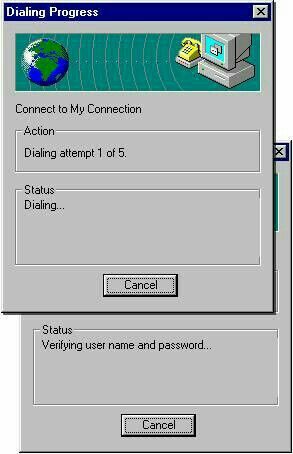 Dialing Progress
Connect to My Connection
Action
Dialing attempt 1 of 5.
Status
Dialing...
Cancel
Status
Verifying user name and password...
Cancel